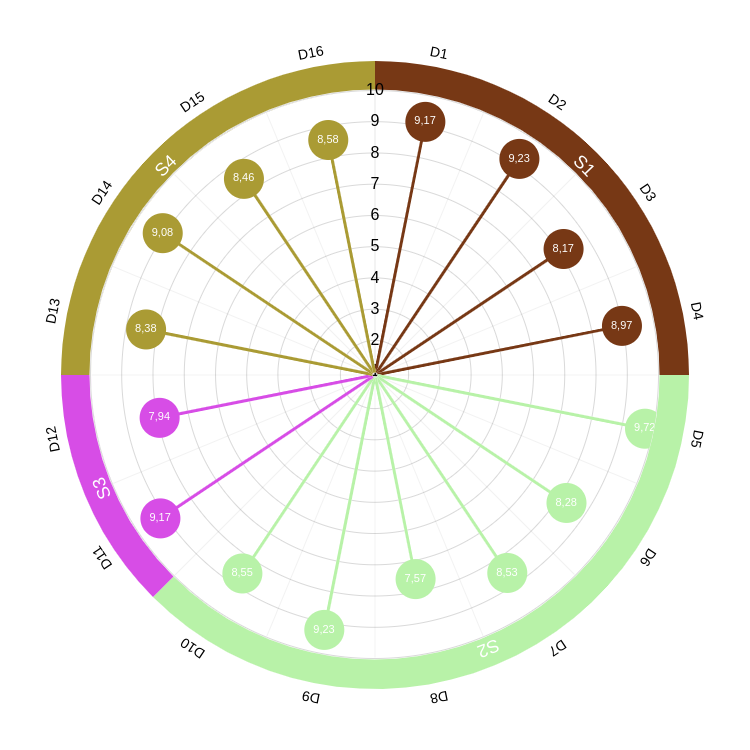 D16
D1
D15
D2
10
9
9,17
8,58
9,23
8
S4
S1
8,46
7
D14
D3
6
9,08
5
8,17
4
D13
3
D4
8,38
8,97
2
1
7,94
9,72
D12
D5
S3
9,17
8,28
D11
8,55
7,57
8,53
D6
9,23
D10
S2
D7
D9
D8